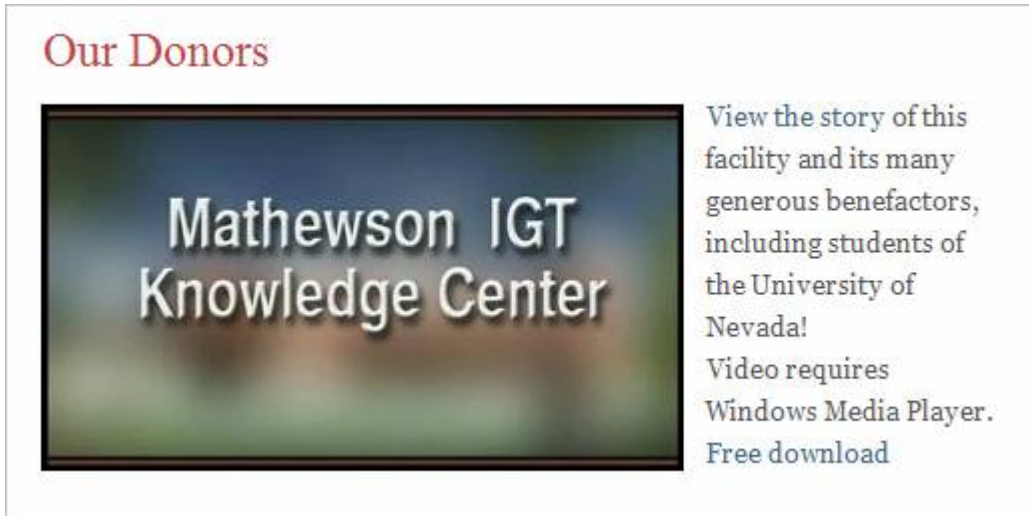 Our Donors
Mathewson IGT
Knowledge Center
View the story of this
facility and its many
generous benefactors,
including students of
the University of
Nevada!
Video requires
Windows Media Player.
Free download